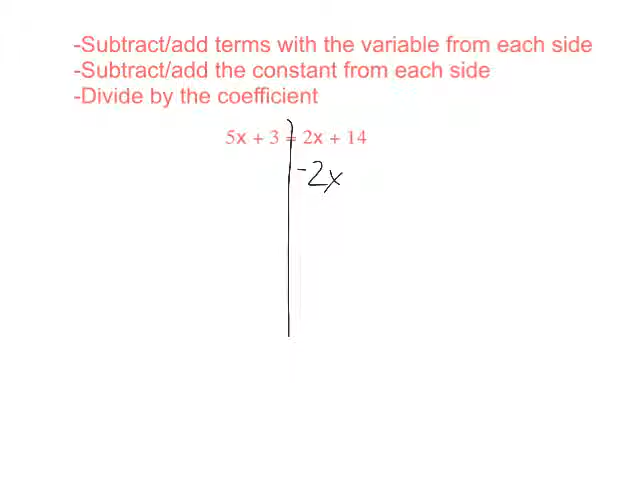 -Subtract/add terms with the variable from each side
-Subtract/add the constant from each side
-Divide by the coefficient
5x + 3 = 2x + 14
-2x